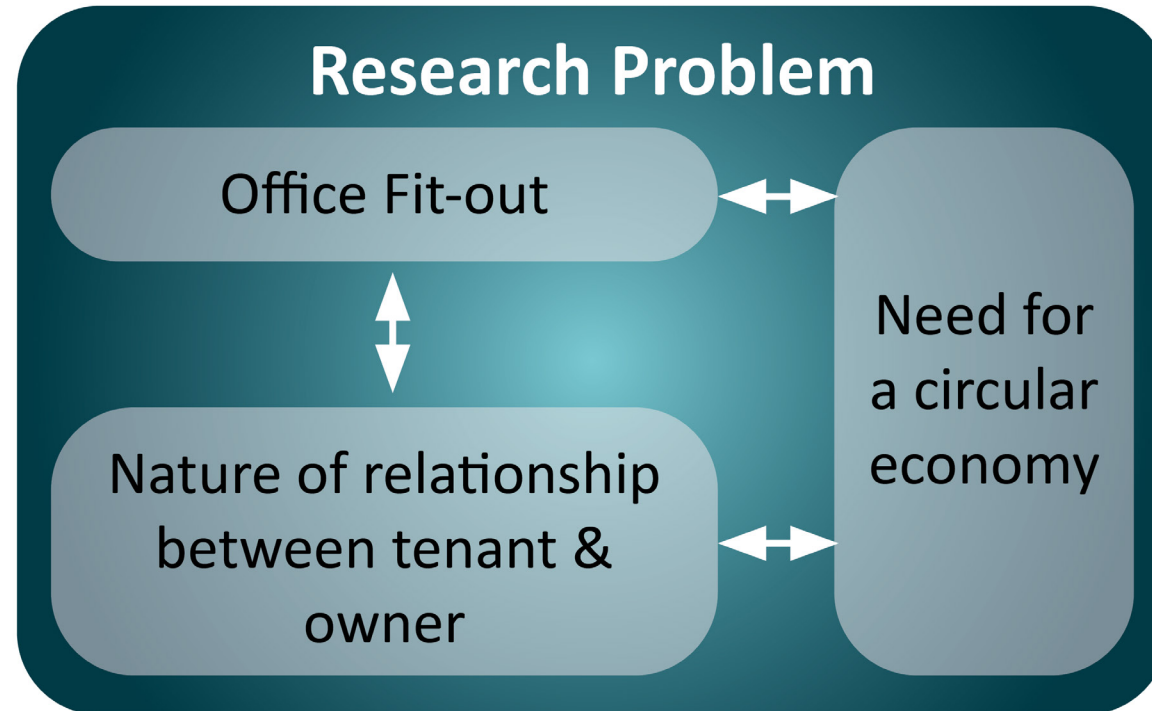 Research Problem
Office Fit-out
Need for
a circular
economy
Nature of relationship
between tenant &
owner